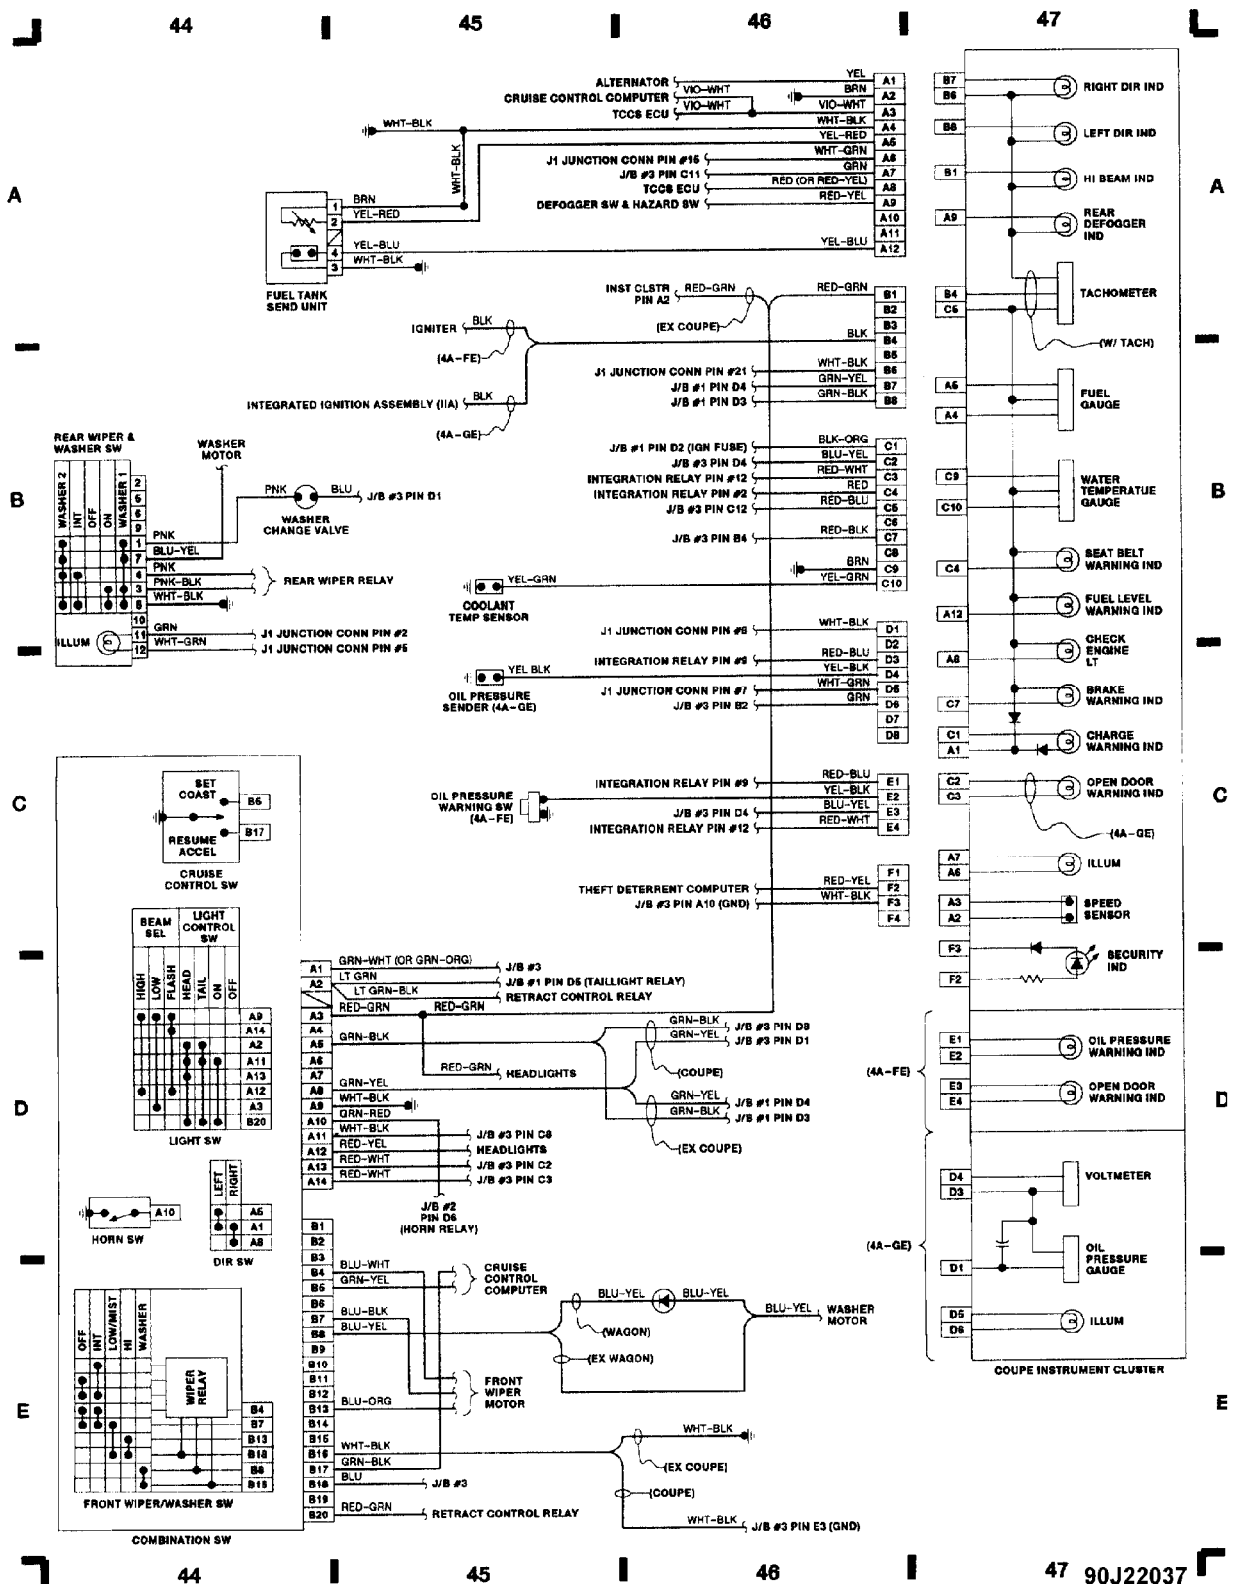 44 45 46 47
A A
B B
C C
D D
E E
ALTERNATOR YEL A1
CRUISE CONTROL COMPUTER VIO-WHT BRN A2
TCCS ECU VIO-WHT VIO-WHT A3
WHT-BLK WHT-BLK A4
YEL-RED A5
J1 JUNCTION CONN PIN #15 WHT-GRN A6
J/B #3 PIN C11 GRN A7
TCCS ECU RED (OR RED-YEL) A8
DEFOGGER SW & HAZARD SW RED-YEL A9
A10
A11
YEL-BLU A12
WHT-BLK
1 BRN
2 YEL-RED
4 YEL-BLU
3 WHT-BLK
FUEL TANK
SEND UNIT
INST CLSTR
PIN A2 RED-GRN RED-GRN B1
B2
(EX COUPE) B3
IGNITER BLK BLK B4
(4A-FE) B5
J1 JUNCTION CONN PIN #21 WHT-BLK B6
J/B #1 PIN D4 GRN-YEL B7
J/B #1 PIN D3 GRN-BLK B8
INTEGRATED IGNITION ASSEMBLY (IIA) BLK
(4A-GE)
J/B #1 PIN D2 (IGN FUSE) BLK-ORG C1
J/B #3 PIN D4 BLU-YEL C2
INTEGRATION RELAY PIN #12 RED-WHT C3
INTEGRATION RELAY PIN #2 RED C4
J/B #3 PIN C12 RED-BLU C5
C6
J/B #3 PIN B4 RED-BLK C7
C8
BRN C9
YEL-GRN YEL-GRN C10
COOLANT
TEMP SENSOR
J1 JUNCTION CONN PIN #8 WHT-BLK D1
D2
INTEGRATION RELAY PIN #9 RED-BLU D3
YEL BLK YEL-BLK D4
J1 JUNCTION CONN PIN #7 WHT-GRN D5
J/B #3 PIN B2 GRN D6
D7
D8
OIL PRESSURE
SENDER (4A-GE)
INTEGRATION RELAY PIN #9 RED-BLU E1
YEL-BLK E2
J/B #3 PIN D4 BLU-YEL E3
INTEGRATION RELAY PIN #12 RED-WHT E4
OIL PRESSURE
WARNING SW
(4A-FE)
F1
THEFT DETERRENT COMPUTER RED-YEL F2
J/B #3 PIN A10 (GND) WHT-BLK F3
F4
REAR WIPER &
WASHER SW
WASHER 2 INT OFF ON WASHER 1
2
5
6
9
1 PNK
7 BLU-YEL
4 PNK
3 PNK-BLK
8 WHT-BLK
10
11 GRN J1 JUNCTION CONN PIN #2
12 WHT-GRN J1 JUNCTION CONN PIN #5
ILLUM
WASHER
MOTOR
PNK BLU J/B #3 PIN D1
WASHER
CHANGE VALVE
REAR WIPER RELAY
SET
COAST
B6
B17
RESUME
ACCEL
CRUISE
CONTROL SW
BEAM
SEL
LIGHT
CONTROL
SW
HIGH LOW FLASH HEAD TAIL ON OFF
A9
A14
A2
A11
A13
A12
A3
B20
LIGHT SW
LEFT RIGHT
A5
A1
A8
DIR SW
A10
HORN SW
OFF INT LOW/MIST HI WASHER
WIPER
RELAY
B4
B7
B13
B18
B8
B15
FRONT WIPER/WASHER SW
COMBINATION SW
A1 GRN-WHT (OR GRN-ORG) J/B #3
A2 LT GRN J/B #1 PIN D5 (TAILLIGHT RELAY)
LT GRN-BLK RETRACT CONTROL RELAY
A3 RED-GRN RED-GRN
A4
A5 GRN-BLK
A6
A7 RED-GRN HEADLIGHTS
A8 GRN-YEL
A9 WHT-BLK
A10 GRN-RED
A11 WHT-BLK J/B #3 PIN C8
A12 RED-YEL HEADLIGHTS
A13 RED-WHT J/B #3 PIN C2
A14 RED-WHT J/B #3 PIN C3
GRN-BLK J/B #3 PIN D9
GRN-YEL J/B #3 PIN D1
(COUPE)
GRN-YEL J/B #1 PIN D4
GRN-BLK J/B #1 PIN D3
(EX COUPE)
J/B #2
PIN D6
(HORN RELAY)
B1
B2
B3
B4 BLU-WHT
B5 GRN-YEL
B6
B7 BLU-BLK
B8 BLU-YEL
B9
B10
B11
B12
B13 BLU-ORG
B14
B15
B16 WHT-BLK
B17 GRN-BLK
B18 BLU J/B #3
B19
B20 RED-GRN RETRACT CONTROL RELAY
CRUISE
CONTROL
COMPUTER
FRONT
WIPER
MOTOR
BLU-YEL BLU-YEL BLU-YEL WASHER
MOTOR
(WAGON)
(EX WAGON)
WHT-BLK
(EX COUPE)
(COUPE)
WHT-BLK J/B #3 PIN E3 (GND)
B7 RIGHT DIR IND
B6
B8 LEFT DIR IND
B1 HI BEAM IND
A9 REAR
DEFOGGER
IND
B4 TACHOMETER
C5
(W/ TACH)
A5 FUEL
GAUGE
A4
C9 WATER
TEMPERATUE
GAUGE
C10
C4 SEAT BELT
WARNING IND
A12 FUEL LEVEL
WARNING IND
A8 CHECK
ENGINE
LT
C7 BRAKE
WARNING IND
C1 CHARGE
A1 WARNING IND
C2 OPEN DOOR
C3 WARNING IND
(4A-GE)
A7 ILLUM
A6
A3 SPEED
A2 SENSOR
F3 SECURITY
IND
F2
(4A-FE)
E1 OIL PRESSURE
E2 WARNING IND
E3 OPEN DOOR
E4 WARNING IND
(4A-GE)
D4 VOLTMETER
D3
D1 OIL
PRESSURE
GAUGE
D5 ILLUM
D6
COUPE INSTRUMENT CLUSTER
44 45 46 47 90J22037